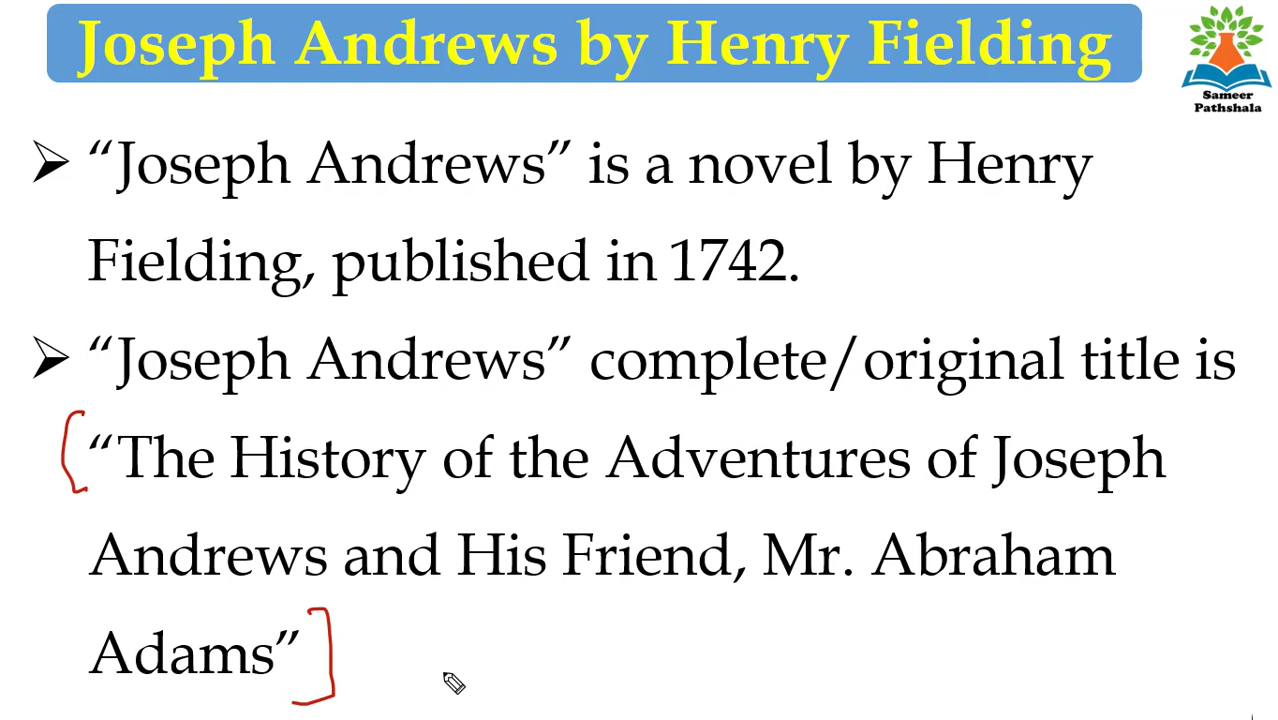 Joseph Andrews by Henry Fielding
Sameer
Pathshala
➢ “Joseph Andrews” is a novel by Henry
Fielding, published in 1742.
➢ “Joseph Andrews” complete/original title is
“The History of the Adventures of Joseph
Andrews and His Friend, Mr. Abraham
Adams”